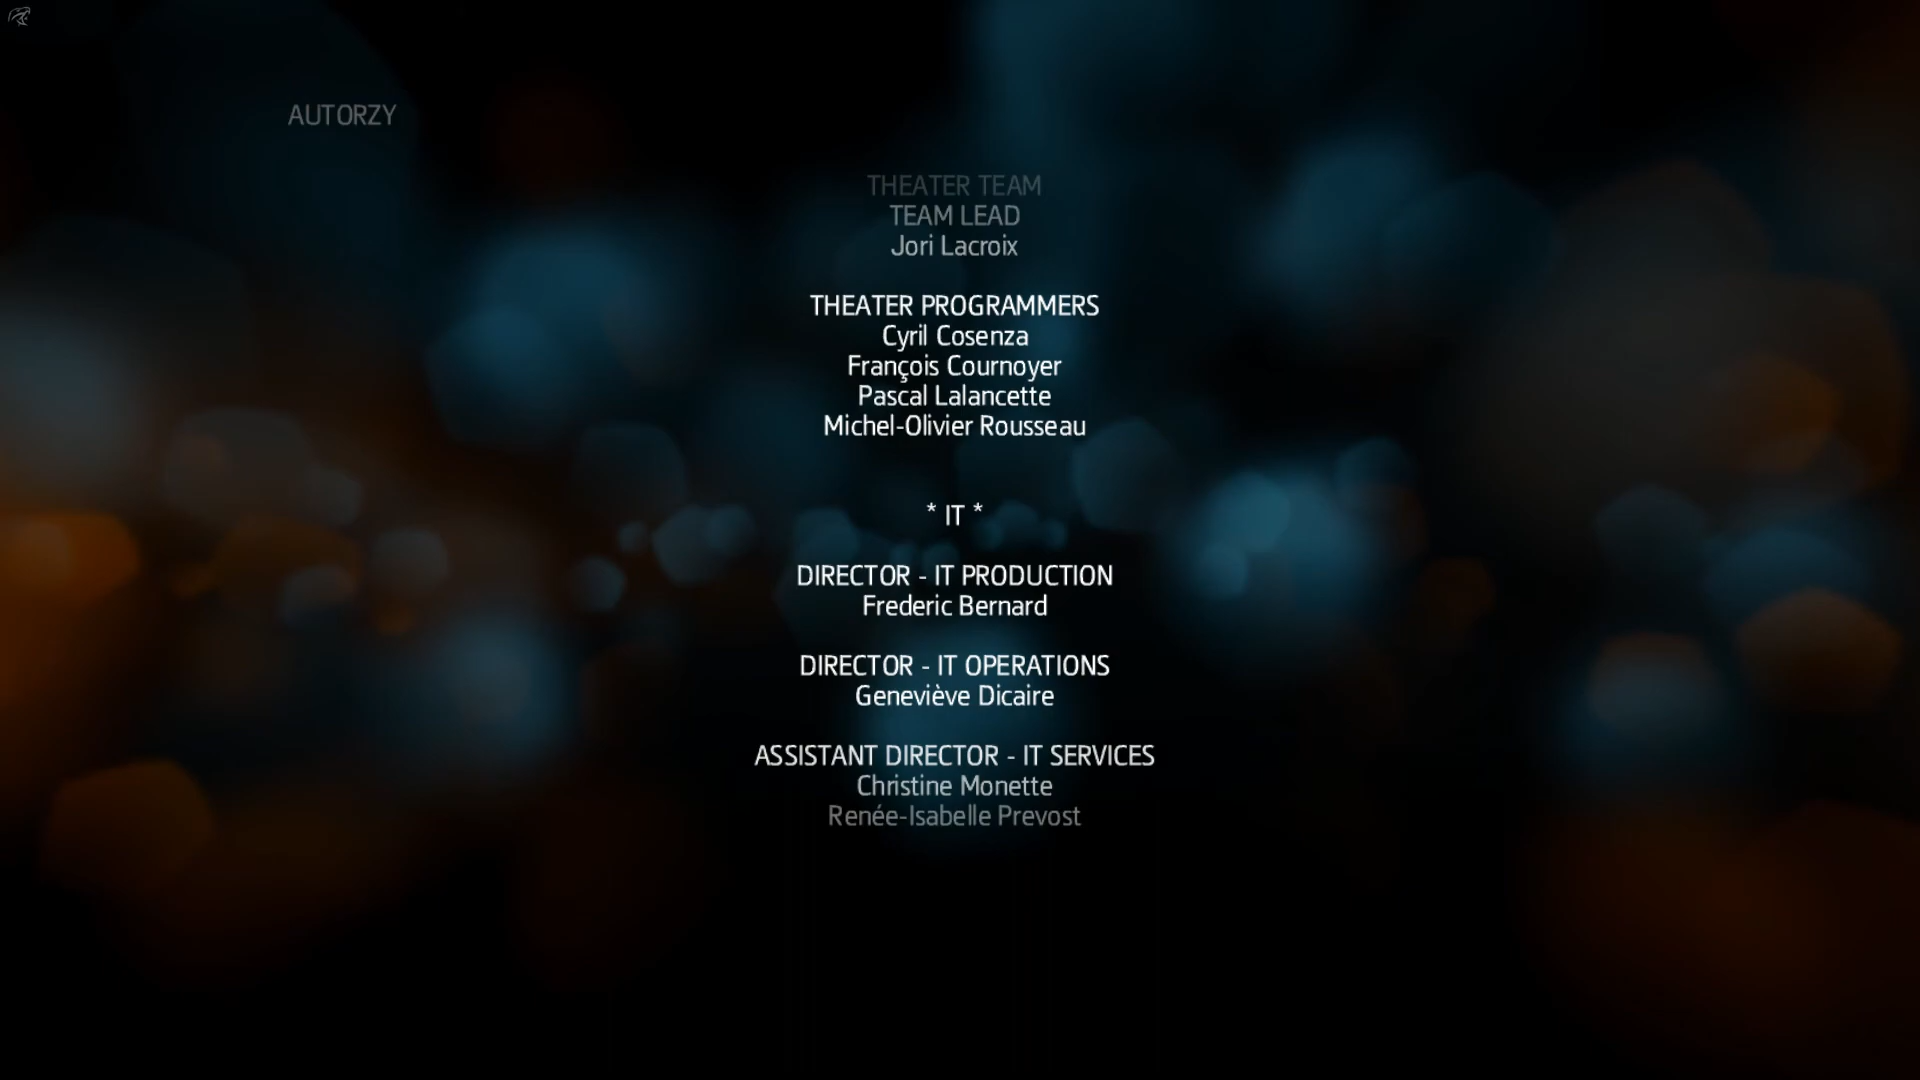 AUTORZY
THEATER TEAM
TEAM LEAD
Jori Lacroix
THEATER PROGRAMMERS
Cyril Cosenza
François Cournoyer
Pascal Lalancette
Michel-Olivier Rousseau
* IT *
DIRECTOR - IT PRODUCTION
Frederic Bernard
DIRECTOR - IT OPERATIONS
Geneviève Dicaire
ASSISTANT DIRECTOR - IT SERVICES
Christine Monette
Renée-Isabelle Prevost